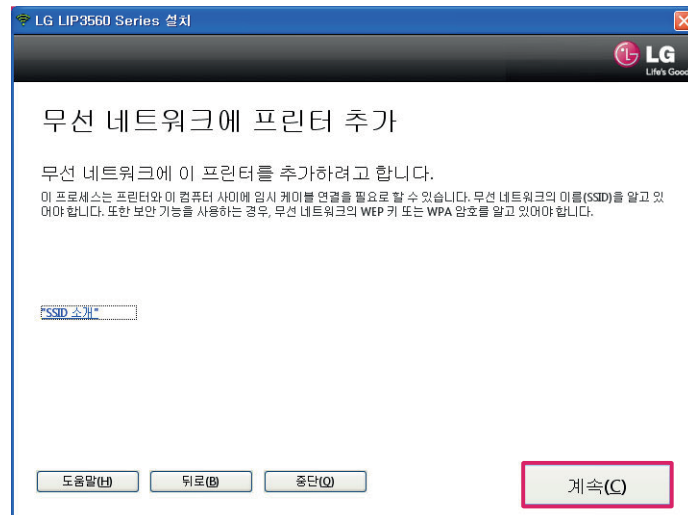 LG LIP3560 Series 설치
LG
Life's Good
무선 네트워크에 프린터 추가
무선 네트워크에 이 프린터를 추가하려고 합니다.
이 프로세스는 프린터와 이 컴퓨터 사이에 임시 케이블 연결을 필요로 할 수 있습니다. 무선 네트워크의 이름(SSID)을 알고 있
어야 합니다. 또한 보안 기능을 사용하는 경우, 무선 네트워크의 WEP 키 또는 WPA 암호를 알고 있어야 합니다.
"SSID 소개"
도움말(H) 뒤로(B) 중단(Q) 계속(C)